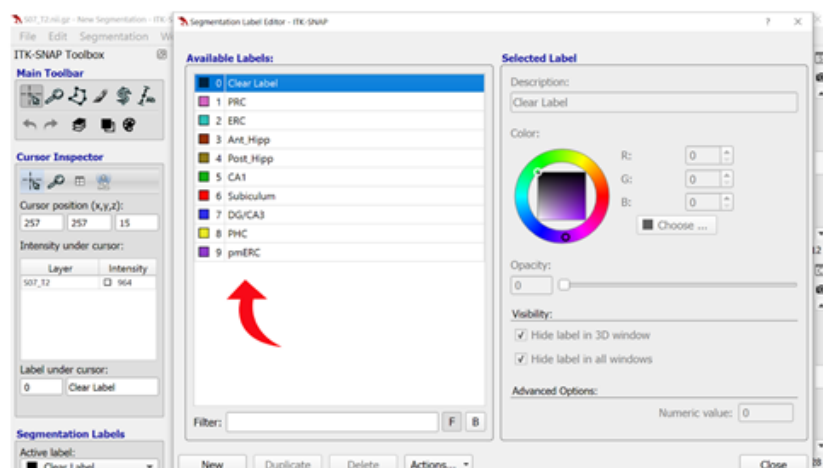 S07_T2.nii.gz - New Segmentation - ITK-S
File Edit Segmentation W
ITK-SNAP Toolbox
Main Toolbar
Cursor Inspector
Cursor position (x,y,z):
257 257 15
Intensity under cursor:
Layer Intensity
S07_T2 964
Label under cursor:
0 Clear Label
Segmentation Labels
Active label:
Clear Label
Segmentation Label Editor - ITK-SNAP
Available Labels:
0 Clear Label
1 PRC
2 ERC
3 Ant_Hipp
4 Post_Hipp
5 CA1
6 Subiculum
7 DG/CA3
8 PHC
9 pmERC
Filter: F B
New Duplicate Delete Actions...
Selected Label
Description:
Clear Label
Color:
R: 0
G: 0
B: 0
Choose ...
Opacity:
0
Visibility:
Hide label in 3D window
Hide label in all windows
Advanced Options:
Numeric value: 0
Close